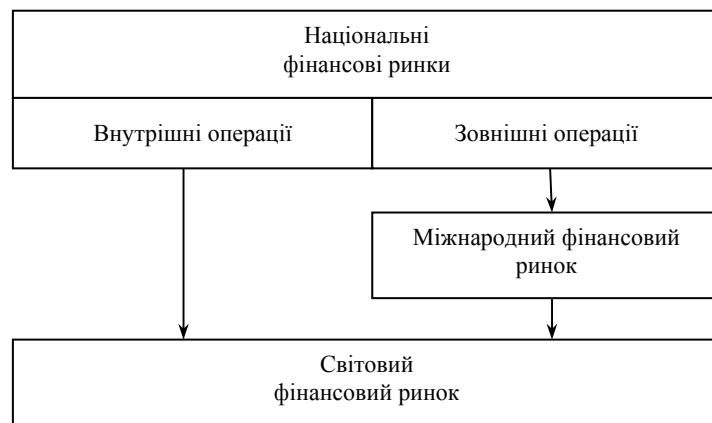 Національні
фінансові ринки
Внутрішні операції
Зовнішні операції
Міжнародний фінансовий
ринок
Світовий
фінансовий ринок